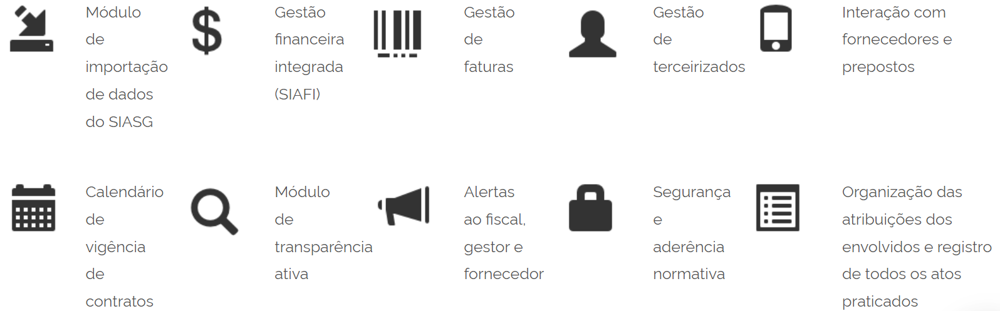 Módulo
de
importação
de dados
do SIASG
Gestão
financeira
integrada
(SIAFI)
Gestão
de
faturas
Gestão
de
terceirizados
Interação com
fornecedores e
prepostos
Calendário
de
vigência
de
contratos
Módulo
de
transparência
ativa
Alertas
ao fiscal,
gestor e
fornecedor
Segurança
e
aderência
normativa
Organização das
atribuições dos
envolvidos e registro
de todos os atos
praticados